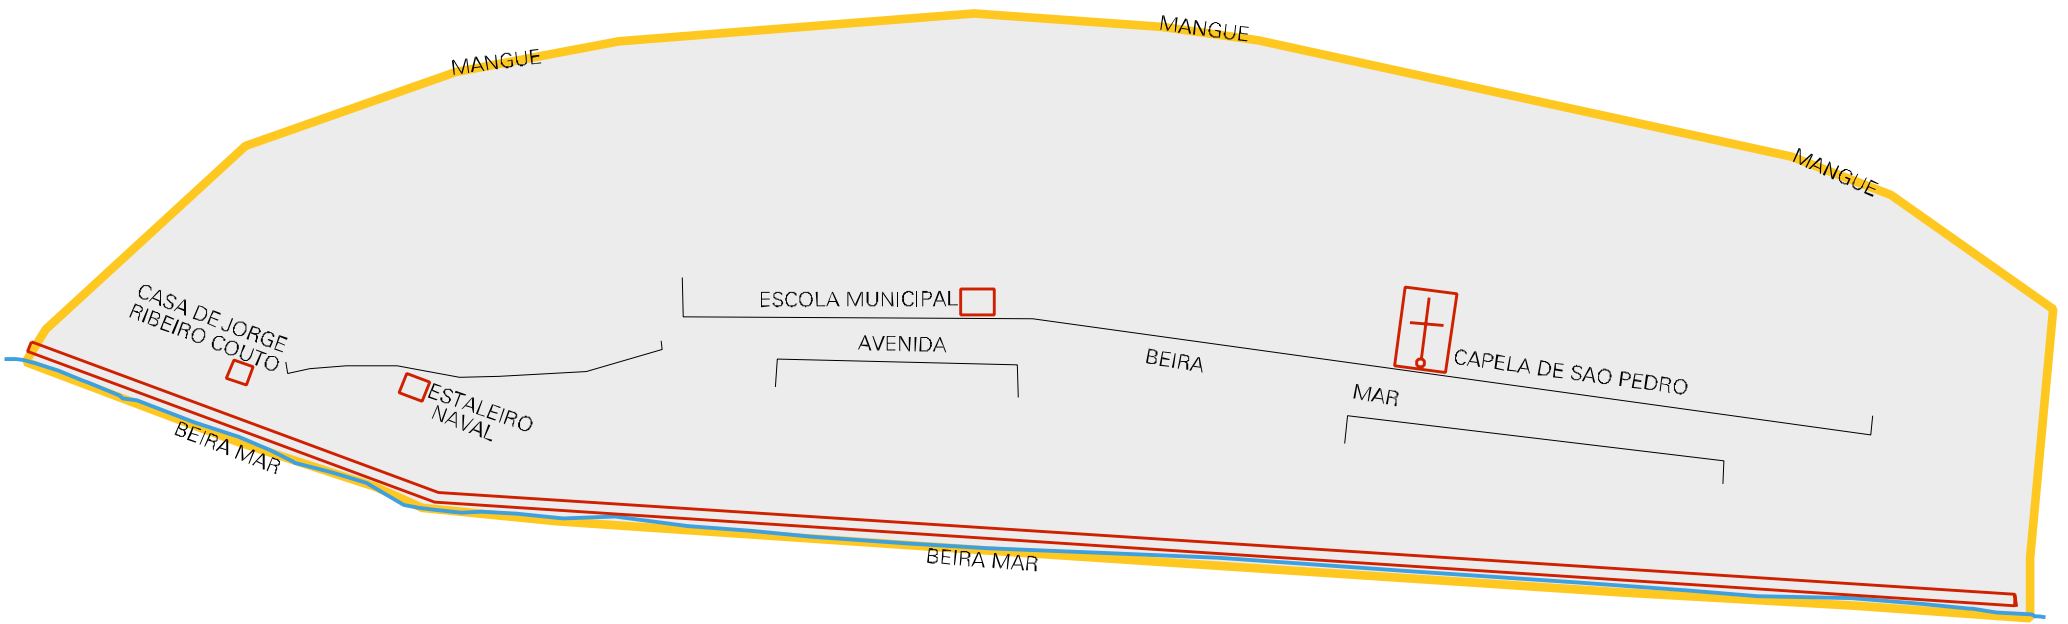 MANGUE
MANGUE
MANGUE
CASA DE JORGE
RIBEIRO COUTO
ESCOLA MUNICIPAL
AVENIDA
BEIRA
MAR
CAPELA DE SAO PEDRO
ESTALEIRO
NAVAL
BEIRA MAR
BEIRA MAR